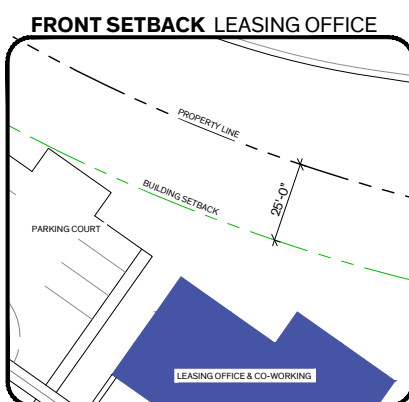 FRONT SETBACK LEASING OFFICE
PROPERTY LINE
BUILDING SETBACK
25'-0"
PARKING COURT
LEASING OFFICE & CO-WORKING